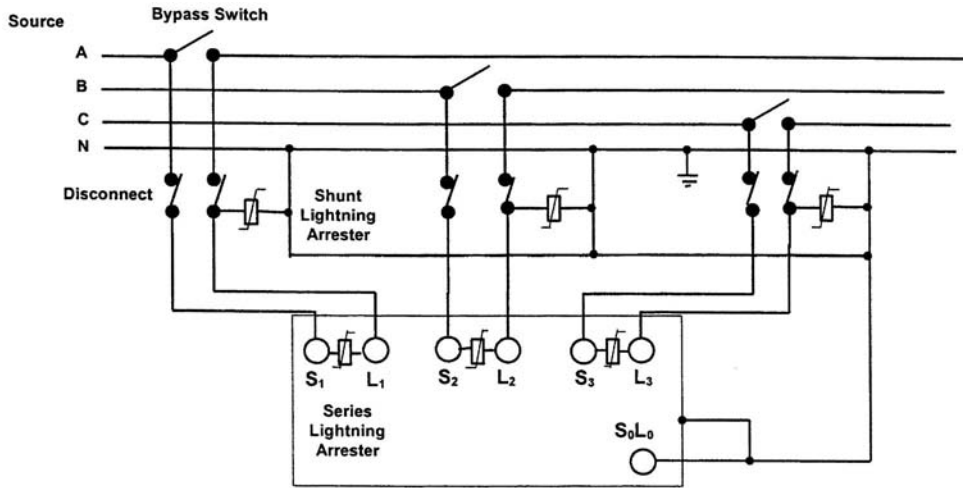 Bypass Switch
Source
A
B
C
N
Disconnect
Shunt
Lightning
Arrester
S₁
L₁
S₂
L₂
S₃
L₃
Series
Lightning
Arrester
S₀L₀